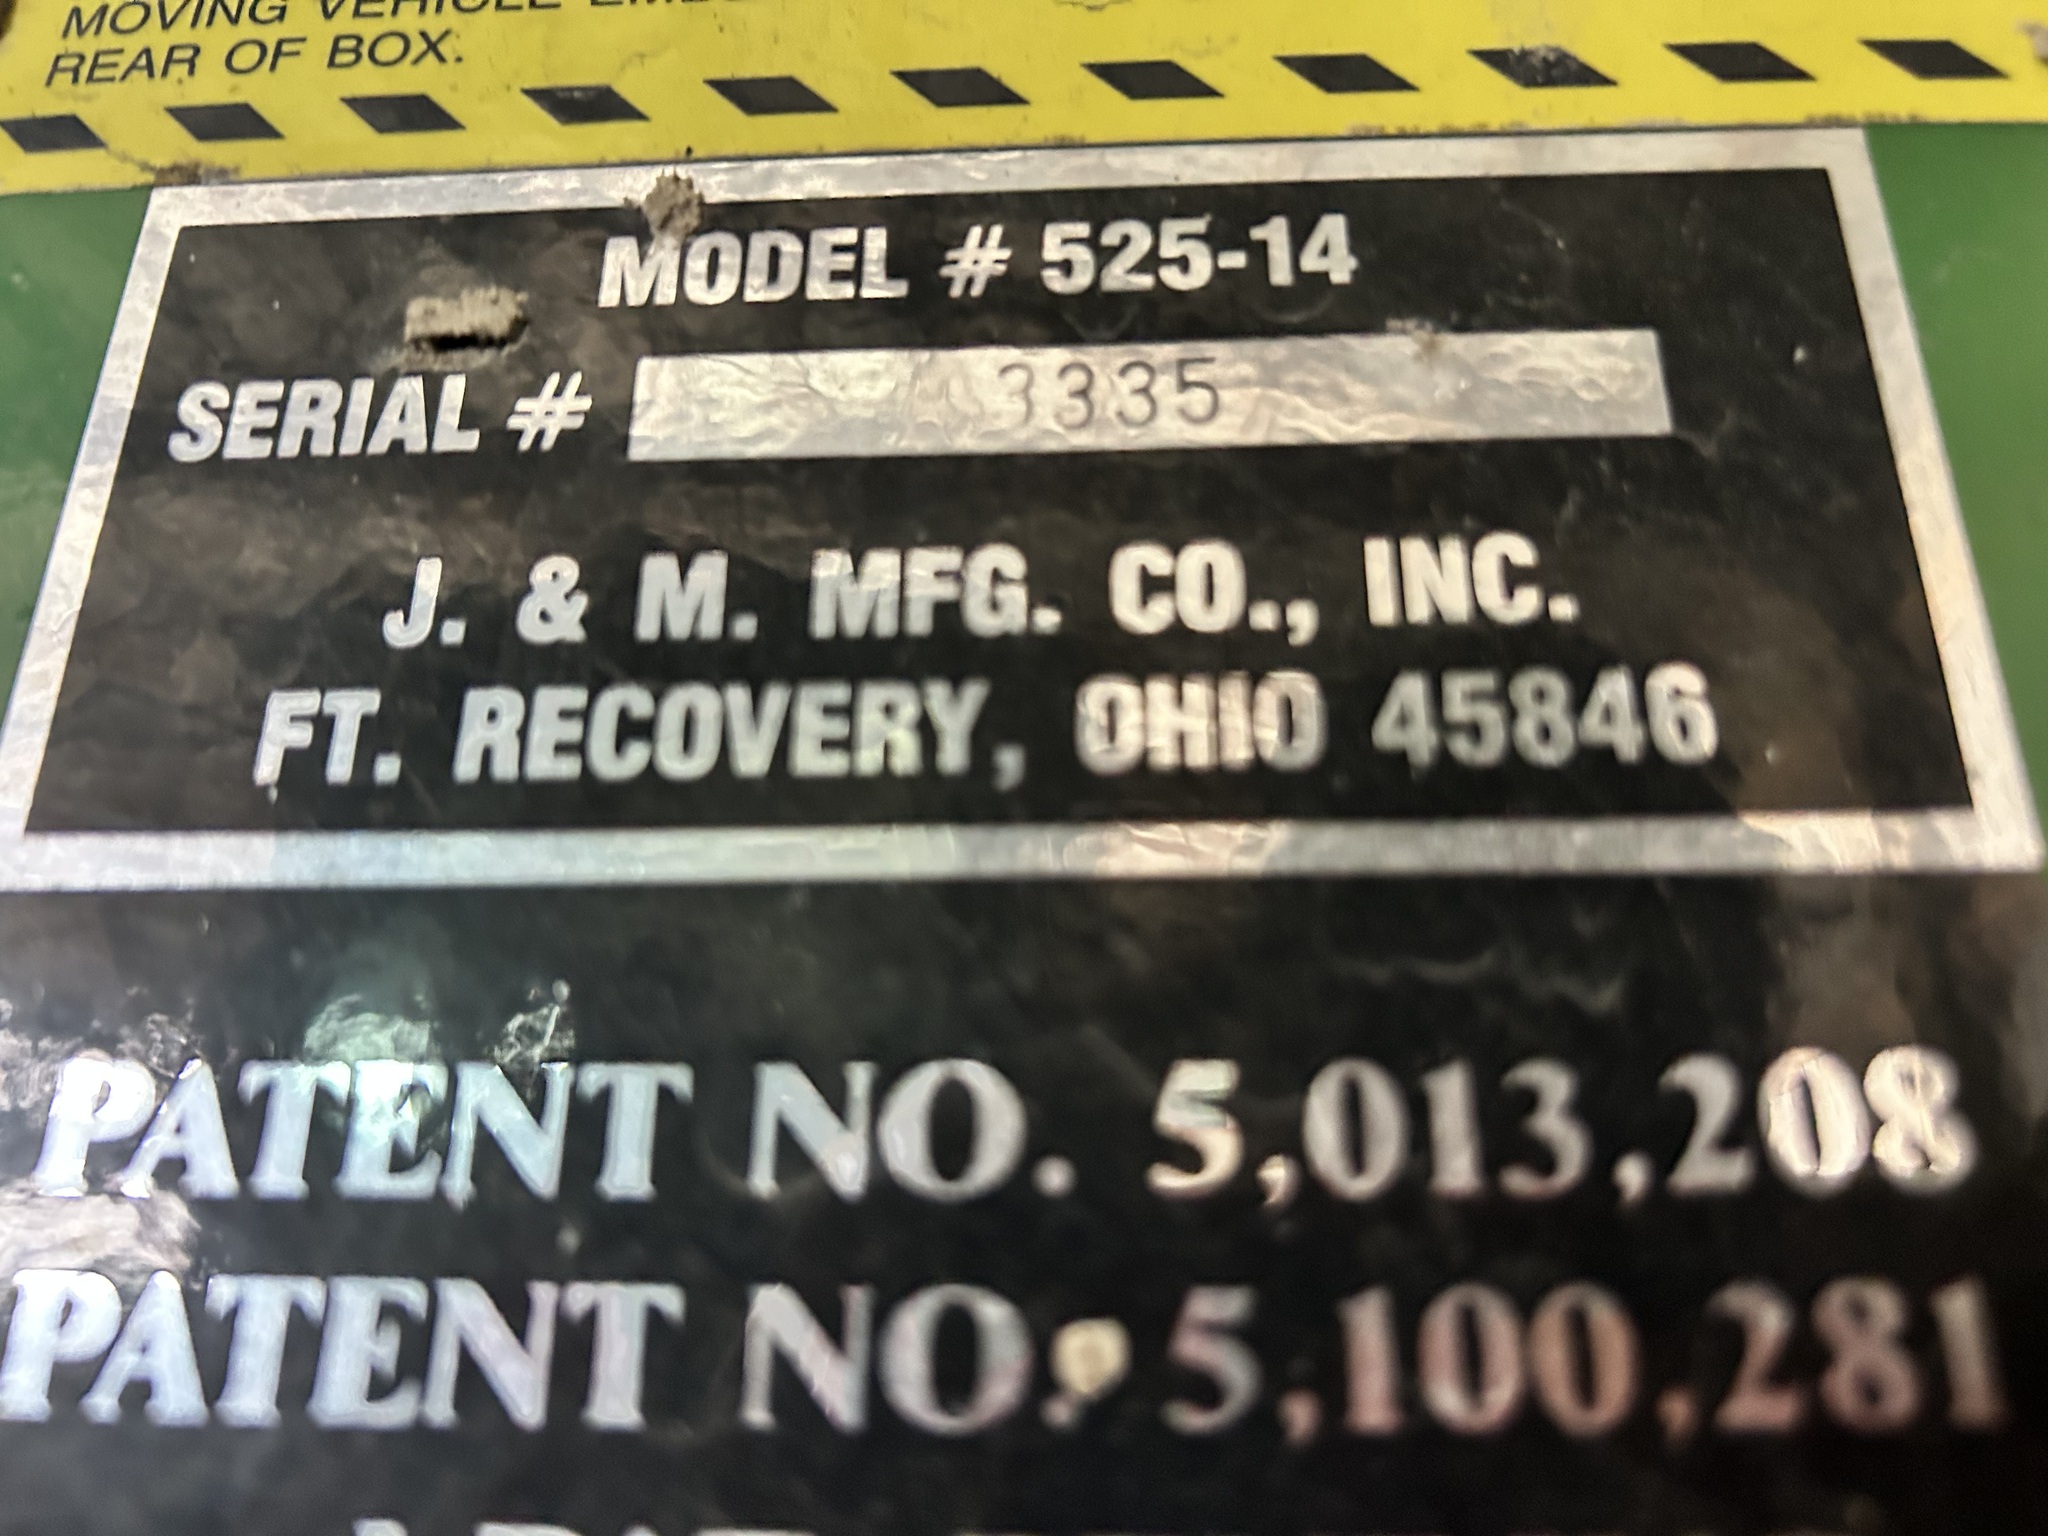 MOVING VEHICLE
REAR OF BOX.
MODEL # 525-14
SERIAL # 3335
J. & M. MFG. CO., INC.
FT. RECOVERY, OHIO 45846
PATENT NO. 5,013,208
PATENT NO. 5,100,281